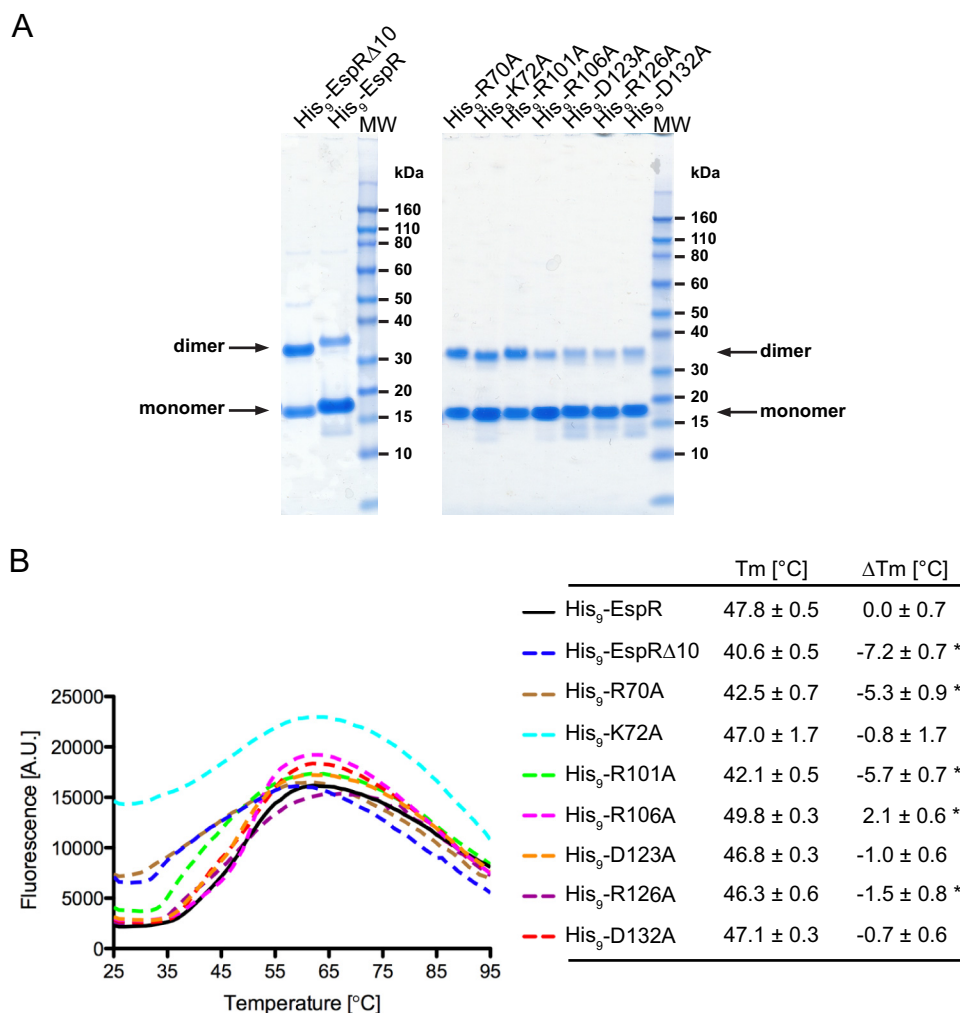 A
His₉-EspRΔ10
His₉-EspR
MW
His₉-R70A
His₉-K72A
His₉-R101A
His₉-R106A
His₉-D123A
His₉-R126A
His₉-D132A
MW
kDa
160
110
80
60
50
40
30
20
15
10
dimer
monomer
kDa
160
110
80
60
50
40
30
20
15
10
dimer
monomer
B
Tm [°C] ΔTm [°C]
His₉-EspR 47.8 ± 0.5 0.0 ± 0.7
His₉-EspRΔ10 40.6 ± 0.5 -7.2 ± 0.7 *
His₉-R70A 42.5 ± 0.7 -5.3 ± 0.9 *
His₉-K72A 47.0 ± 1.7 -0.8 ± 1.7
His₉-R101A 42.1 ± 0.5 -5.7 ± 0.7 *
His₉-R106A 49.8 ± 0.3 2.1 ± 0.6 *
His₉-D123A 46.8 ± 0.3 -1.0 ± 0.6
His₉-R126A 46.3 ± 0.6 -1.5 ± 0.8 *
His₉-D132A 47.1 ± 0.3 -0.7 ± 0.6
Fluorescence [A.U.]
25000
20000
15000
10000
5000
0
25 35 45 55 65 75 85 95
Temperature [°C]